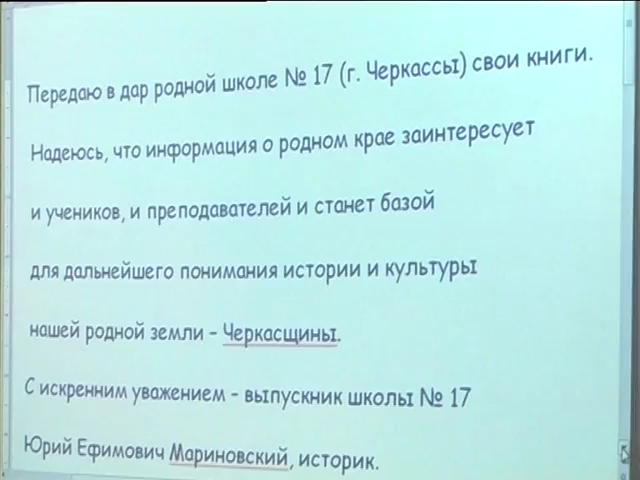 Передаю в дар родной школе № 17 (г. Черкассы) свои книги.
Надеюсь, что информация о родном крае заинтересует
и учеников, и преподавателей и станет базой
для дальнейшего понимания истории и культуры
нашей родной земли – Черкасщины.
С искренним уважением – выпускник школы № 17
Юрий Ефимович Мариновский, историк.